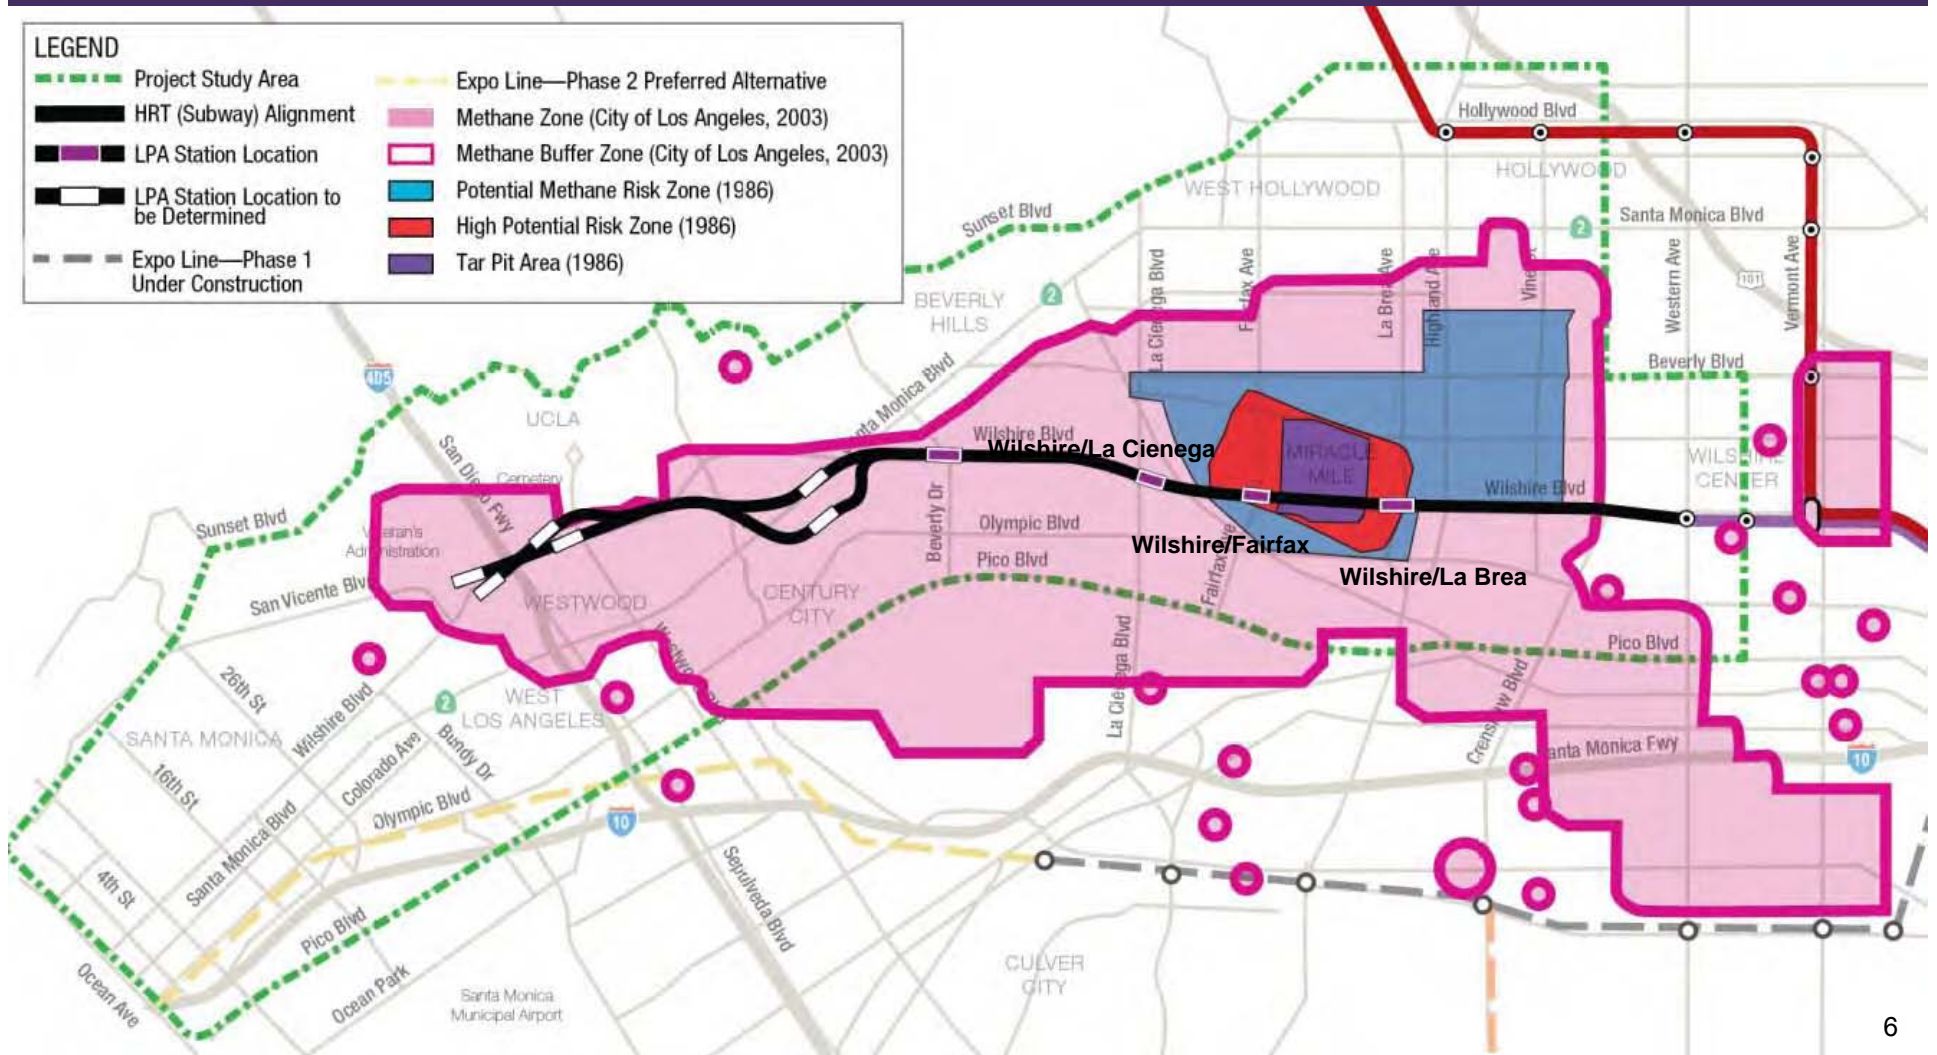 LEGEND
Project Study Area
HRT (Subway) Alignment
LPA Station Location
LPA Station Location to
be Determined
Expo Line—Phase 1
Under Construction
Expo Line—Phase 2 Preferred Alternative
Methane Zone (City of Los Angeles, 2003)
Methane Buffer Zone (City of Los Angeles, 2003)
Potential Methane Risk Zone (1986)
High Potential Risk Zone (1986)
Tar Pit Area (1986)
Hollywood Blvd
HOLLYWOOD
WEST HOLLYWOOD
Sunset Blvd
Santa Monica Blvd
2
La Cienega Blvd
Fairfax Ave
La Brea Ave
Highland Ave
Western Ave
101
Vermont Ave
BEVERLY
HILLS
2
Beverly Blvd
405
UCLA
Santa Monica Blvd
San Diego Fwy
Wilshire Blvd
Wilshire/La Cienega
MIRACLE
MILE
WILSHIRE
CENTER
Cemetery
Wilshire Blvd
Sunset Blvd
Veteran's
Administration
Beverly Dr
Olympic Blvd
Wilshire/Fairfax
Pico Blvd
Fairfax Ave
Wilshire/La Brea
San Vicente Blvd
WESTWOOD
CENTURY
CITY
La Cienega Blvd
Pico Blvd
26th St
Wilshire Blvd
2
WEST
LOS ANGELES
Crenshaw Blvd
SANTA MONICA
Bundy Dr
Santa Monica Fwy
10
16th St
Colorado Ave
Olympic Blvd
10
Santa Monica Blvd
4th St
Sepulveda Blvd
Pico Blvd
CULVER
CITY
Ocean Ave
Ocean Park
Santa Monica
Municipal Airport
6